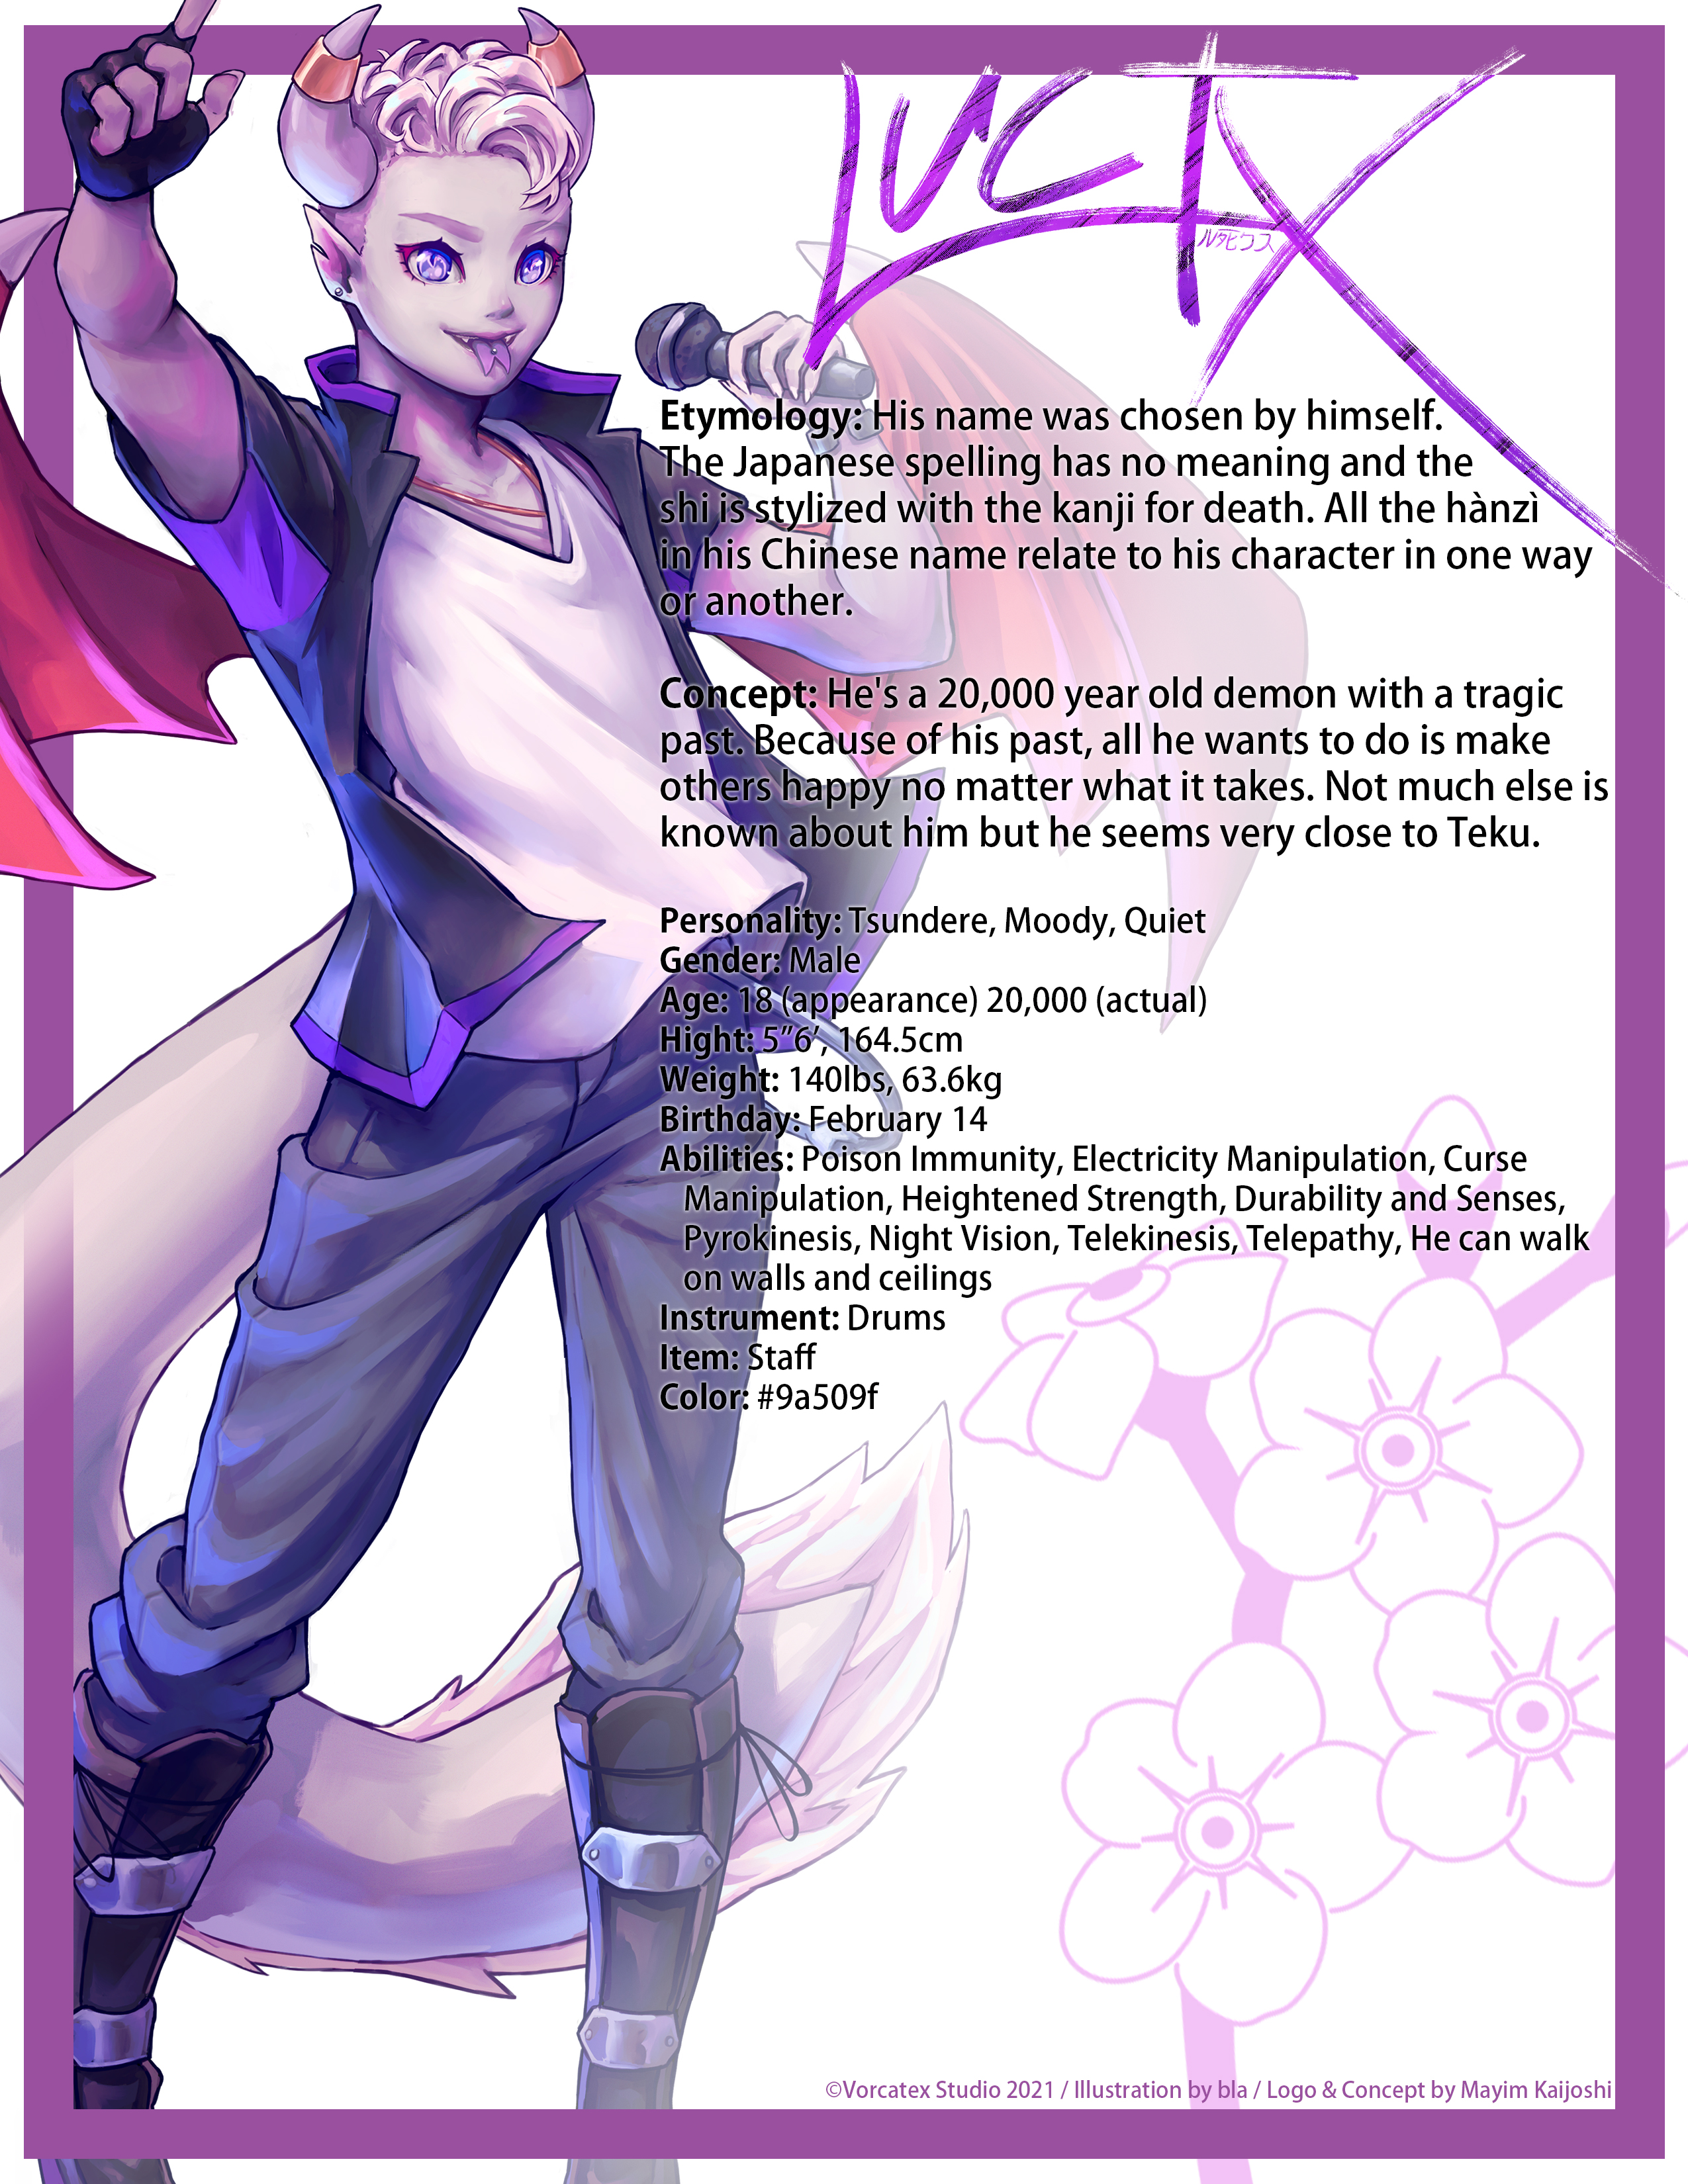 LUCIX
ル死クス
Etymology: His name was chosen by himself.
The Japanese spelling has no meaning and the
shi is stylized with the kanji for death. All the hànzì
in his Chinese name relate to his character in one way
or another.
Concept: He's a 20,000 year old demon with a tragic
past. Because of his past, all he wants to do is make
others happy no matter what it takes. Not much else is
known about him but he seems very close to Teku.
Personality: Tsundere, Moody, Quiet
Gender: Male
Age: 18 (appearance) 20,000 (actual)
Hight: 5”6’, 164.5cm
Weight: 140lbs, 63.6kg
Birthday: February 14
Abilities: Poison Immunity, Electricity Manipulation, Curse
Manipulation, Heightened Strength, Durability and Senses,
Pyrokinesis, Night Vision, Telekinesis, Telepathy, He can walk
on walls and ceilings
Instrument: Drums
Item: Staff
Color: #9a509f
©Vorcatex Studio 2021 / Illustration by bla / Logo & Concept by Mayim Kaijoshi